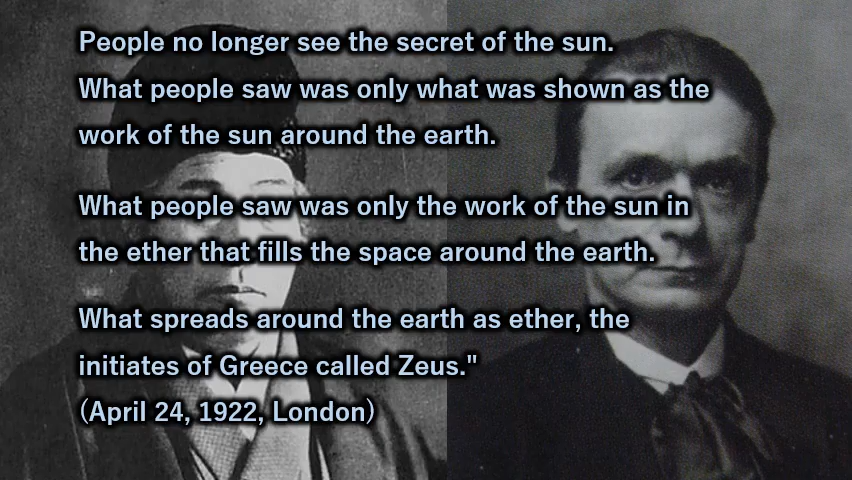 People no longer see the secret of the sun.
What people saw was only what was shown as the
work of the sun around the earth.
What people saw was only the work of the sun in
the ether that fills the space around the earth.
What spreads around the earth as ether, the
initiates of Greece called Zeus."
(April 24, 1922, London)